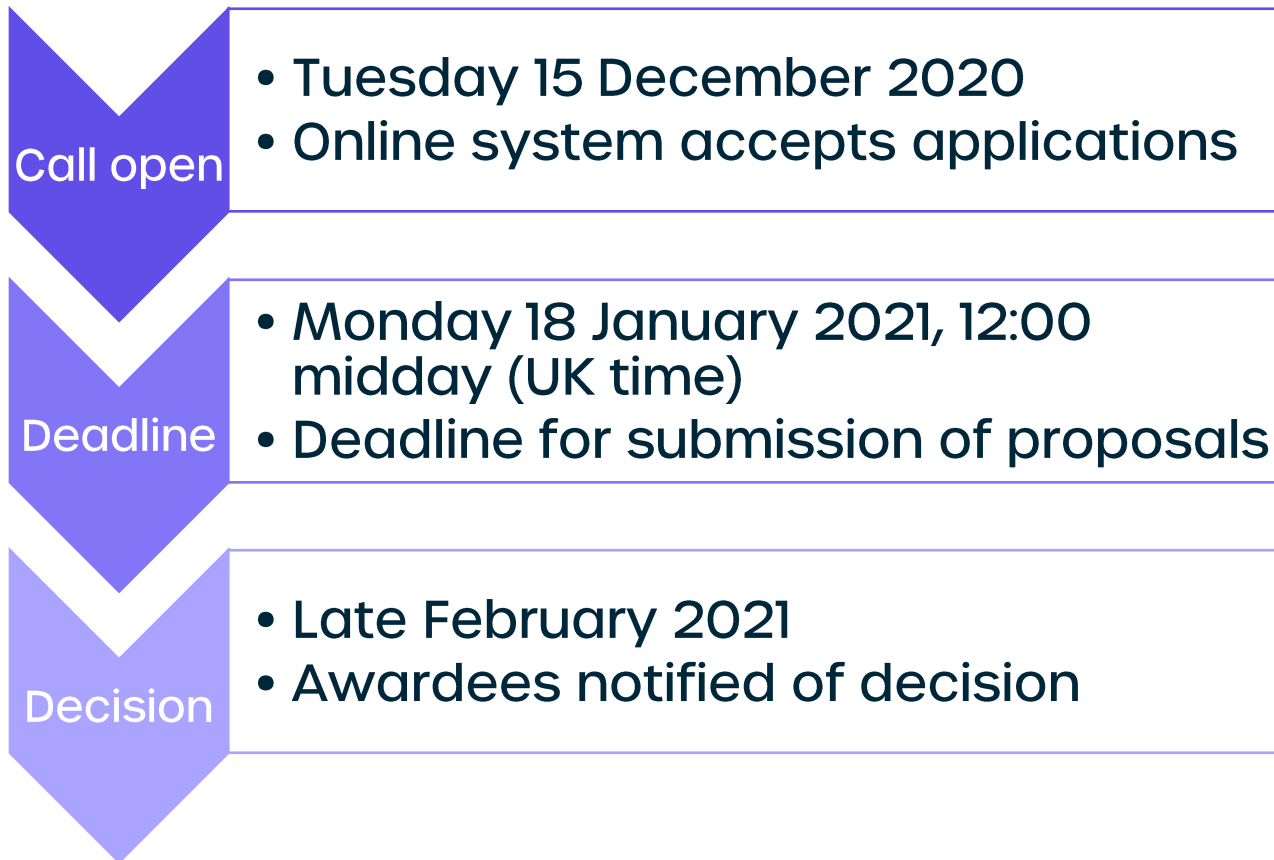 Call open
• Tuesday 15 December 2020
• Online system accepts applications
Deadline
• Monday 18 January 2021, 12:00
midday (UK time)
• Deadline for submission of proposals
Decision
• Late February 2021
• Awardees notified of decision